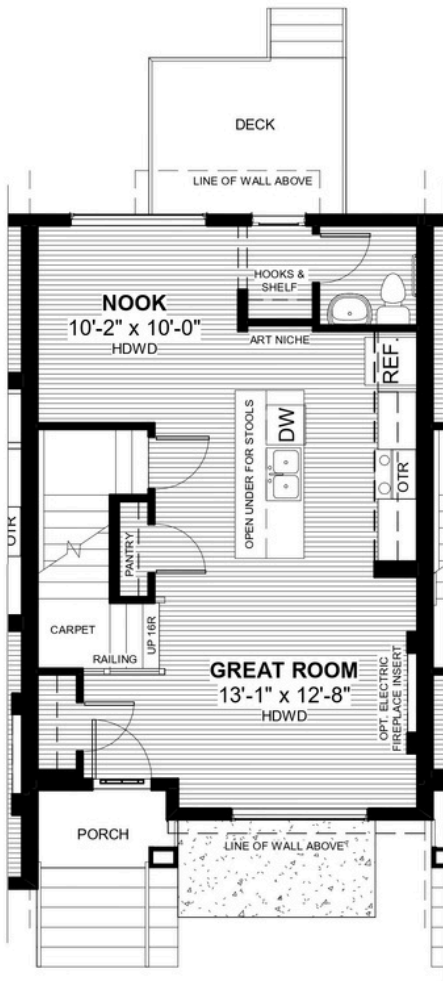 DECK
LINE OF WALL ABOVE
HOOKS &
SHELF
NOOK
10'-2" x 10'-0"
HDWD
ART NICHE
REF.
OPEN UNDER FOR STOOLS
DW
OTR
OTR
PANTRY
CARPET
UP 16R
RAILING
GREAT ROOM
13'-1" x 12'-8"
HDWD
OPT. ELECTRIC
FIREPLACE INSERT
PORCH
LINE OF WALL ABOVE